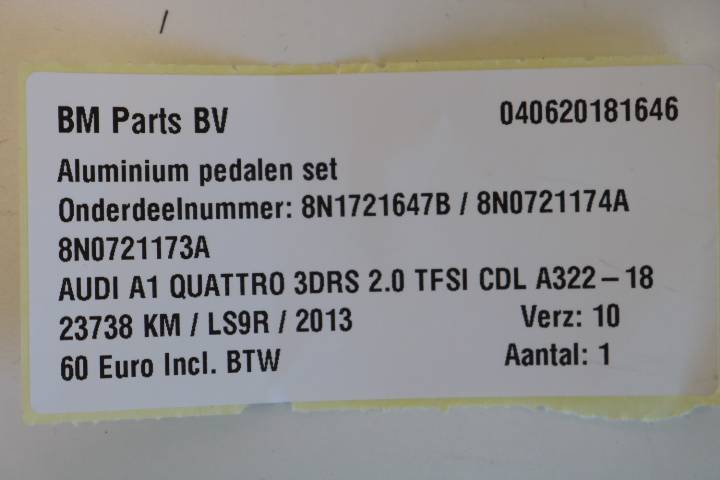 BM Parts BV 040620181646
Aluminium pedalen set
Onderdeelnummer: 8N1721647B / 8N0721174A
8N0721173A
AUDI A1 QUATTRO 3DRS 2.0 TFSI CDL A322-18
23738 KM / LS9R / 2013 Verz: 10
60 Euro Incl. BTW Aantal: 1